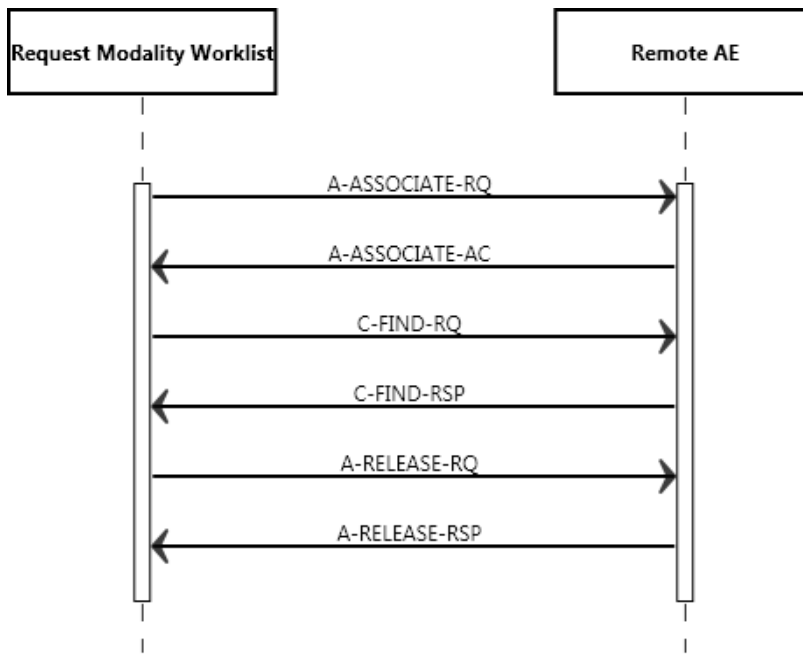 Request Modality Worklist
Remote AE
A-ASSOCIATE-RQ
A-ASSOCIATE-AC
C-FIND-RQ
C-FIND-RSP
A-RELEASE-RQ
A-RELEASE-RSP